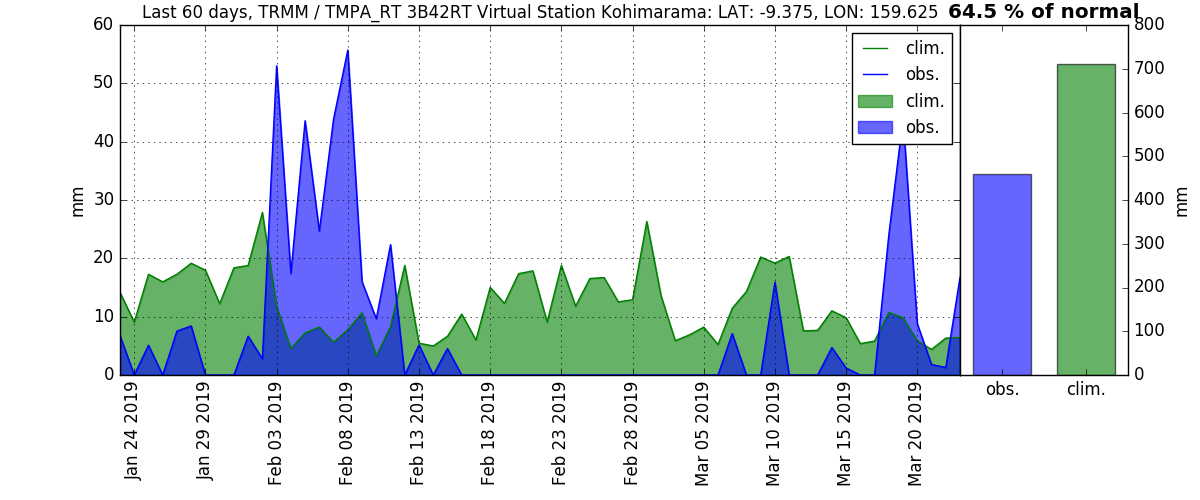 Last 60 days, TRMM / TMPA_RT 3B42RT Virtual Station Kohimarama: LAT: -9.375, LON: 159.625 64.5 % of normal
60
50
40
30
20
10
0
mm
clim.
obs.
clim.
obs.
Jan 24 2019
Jan 29 2019
Feb 03 2019
Feb 08 2019
Feb 13 2019
Feb 18 2019
Feb 23 2019
Feb 28 2019
Mar 05 2019
Mar 10 2019
Mar 15 2019
Mar 20 2019
800
700
600
500
400
300
200
100
0
mm
obs.
clim.